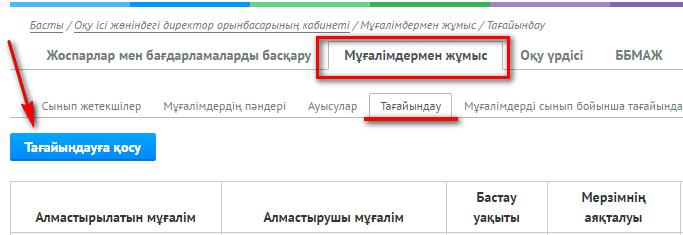 Басты / Оқу ісі жөніндегі директор орынбасарының кабинеті / Мұғалімдермен жұмыс / Тағайындау
Жоспарлар мен бағдарламаларды басқару Мұғалімдермен жұмыс Оқу үрдісі ББМАЖ
Сынып жетекшілер Мұғалімдердің пәндері Ауысулар Тағайындау Мұғалімдерді сынып бойынша тағайында
Тағайындауға қосу
Алмастырылатын мұғалім Алмастырушы мұғалім Бастау уақыты Мерзімнің аяқталуы